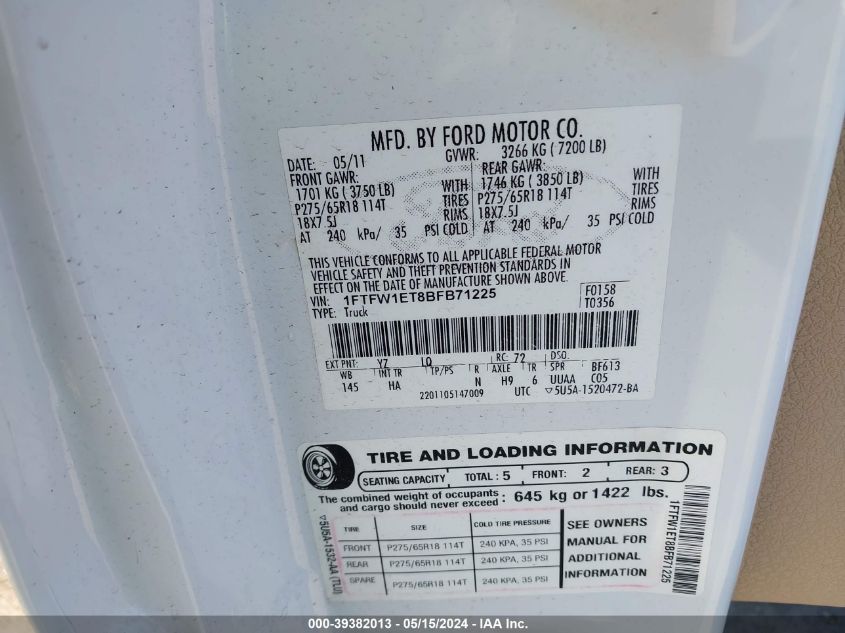 MFD. BY FORD MOTOR CO.
DATE: 05/11 GVWR: 3266 KG ( 7200 LB)
FRONT GAWR: REAR GAWR:
1701 KG ( 3750 LB) WITH 1746 KG ( 3850 LB) WITH
P275/65R18 114T TIRES P275/65R18 114T TIRES
18X7.5J RIMS 18X7.5J RIMS
AT 240 kPa/ 35 PSI COLD AT 240 kPa/ 35 PSI COLD
THIS VEHICLE CONFORMS TO ALL APPLICABLE FEDERAL MOTOR
VEHICLE SAFETY AND THEFT PREVENTION STANDARDS IN
EFFECT ON THE DATE OF MANUFACTURE SHOWN ABOVE.
VIN: 1FTFW1ET8BFB71225 F0158
TYPE: Truck T0356
EXT PNT: YZ LQ RC: 72 DSO:
WB INT TR TP/PS R AXLE TR SPR BF613
145 HA N H9 6 UUAA C05
2201105147009 UTC ▽5U5A-1520472-BA
TIRE AND LOADING INFORMATION
SEATING CAPACITY TOTAL : 5 FRONT: 2 REAR: 3
The combined weight of occupants
and cargo should never exceed : 645 kg or 1422 lbs.
TIRE SIZE COLD TIRE PRESSURE
FRONT P275/65R18 114T 240 KPA, 35 PSI
REAR P275/65R18 114T 240 KPA, 35 PSI
SPARE P275/65R18 114T 240 KPA, 35 PSI
SEE OWNERS
MANUAL FOR
ADDITIONAL
INFORMATION
▽5U5A-1532-AA (TLU)
1FTFW1ET8BFB71225
000-39382013 - 05/15/2024 - IAA Inc.